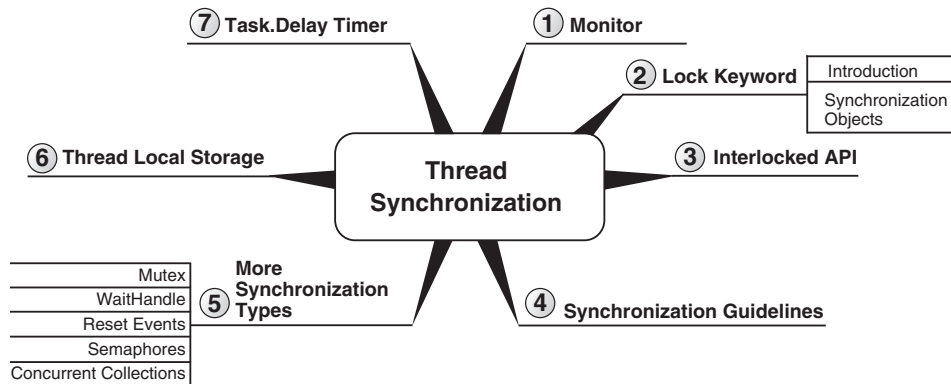 7 Task.Delay Timer
1 Monitor
2 Lock Keyword
Introduction
Synchronization
Objects
6 Thread Local Storage
Thread
Synchronization
3 Interlocked API
Mutex
WaitHandle
Reset Events
Semaphores
Concurrent Collections
5 More
Synchronization
Types
4 Synchronization Guidelines